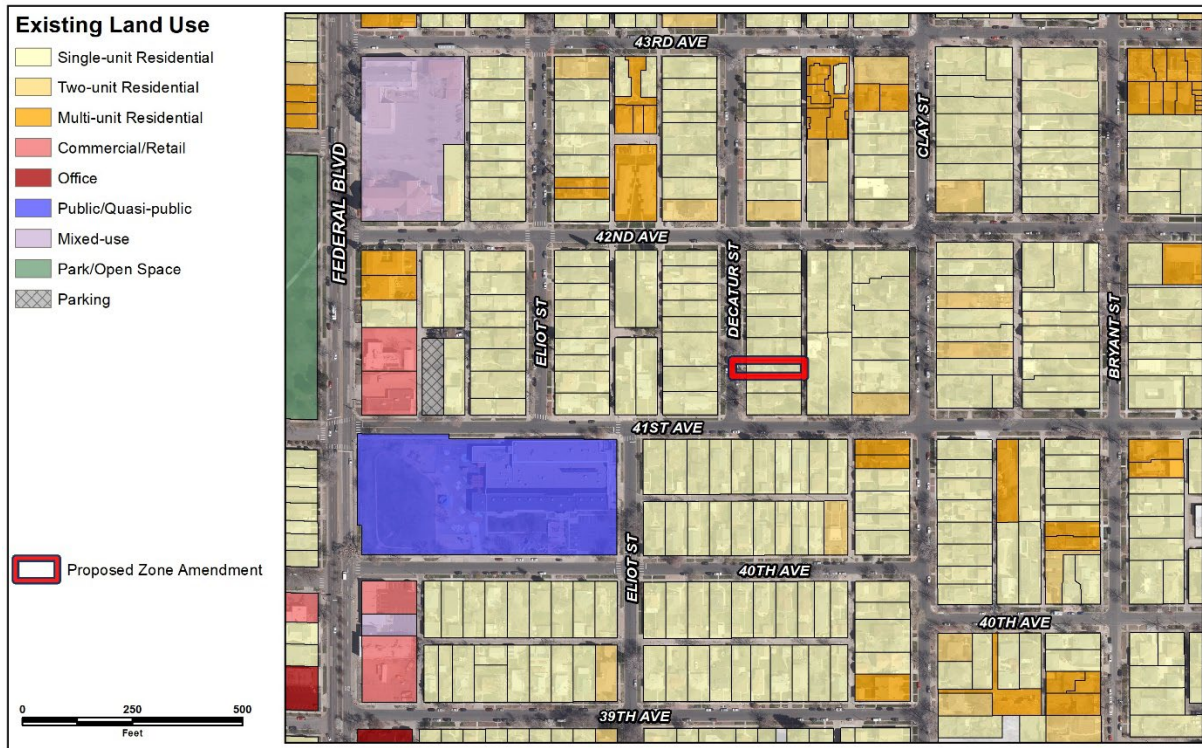 Existing Land Use
Single-unit Residential
Two-unit Residential
Multi-unit Residential
Commercial/Retail
Office
Public/Quasi-public
Mixed-use
Park/Open Space
Parking
Proposed Zone Amendment
0 250 500
Feet
43RD AVE
FEDERAL BLVD
CLAY ST
42ND AVE
ELIOT ST
DECATUR ST
BRYANT ST
41ST AVE
ELIOT ST
40TH AVE
40TH AVE
39TH AVE